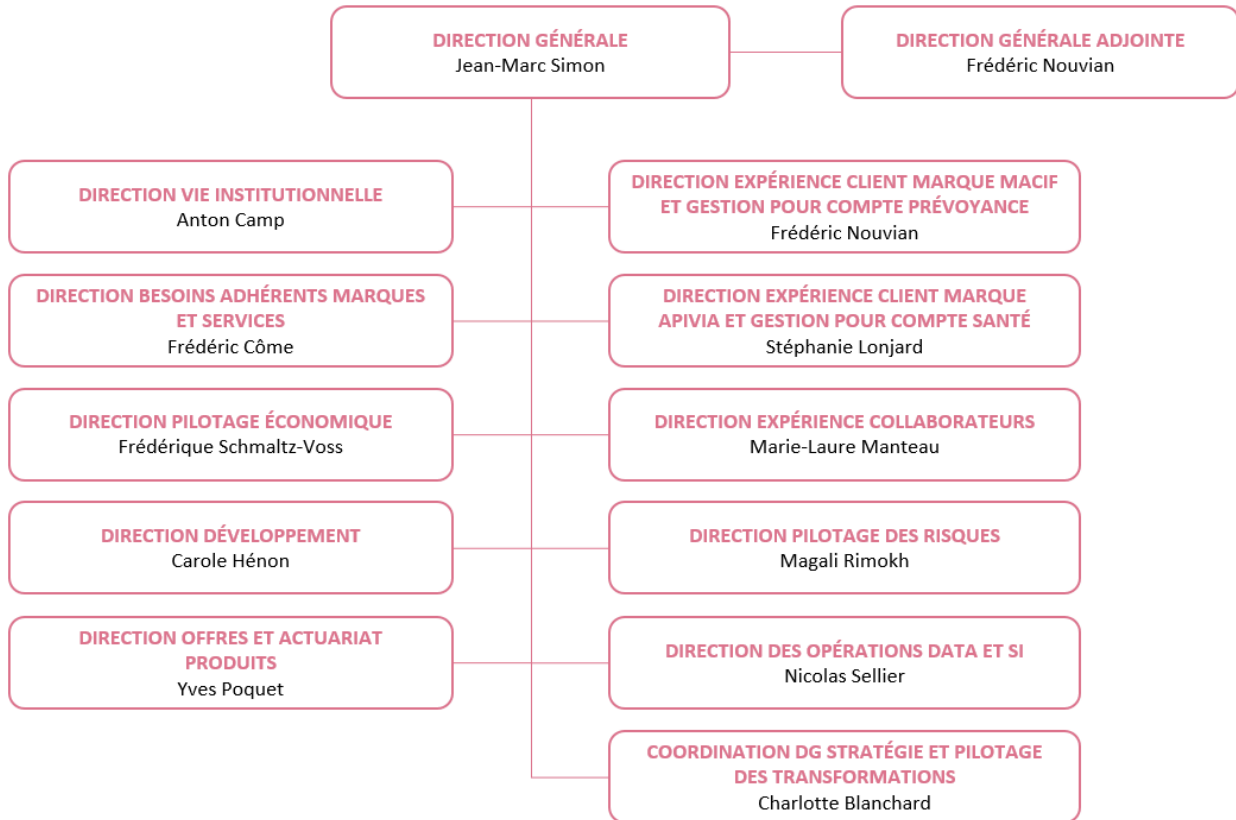 DIRECTION GÉNÉRALE
Jean-Marc Simon
DIRECTION GÉNÉRALE ADJOINTE
Frédéric Nouvian
DIRECTION VIE INSTITUTIONNELLE
Anton Camp
DIRECTION EXPÉRIENCE CLIENT MARQUE MACIF
ET GESTION POUR COMPTE PRÉVOYANCE
Frédéric Nouvian
DIRECTION BESOINS ADHÉRENTS MARQUES
ET SERVICES
Frédéric Côme
DIRECTION EXPÉRIENCE CLIENT MARQUE
APIVIA ET GESTION POUR COMPTE SANTÉ
Stéphanie Lonjard
DIRECTION PILOTAGE ÉCONOMIQUE
Frédérique Schmaltz-Voss
DIRECTION EXPÉRIENCE COLLABORATEURS
Marie-Laure Manteau
DIRECTION DÉVELOPPEMENT
Carole Hénon
DIRECTION PILOTAGE DES RISQUES
Magali Rimokh
DIRECTION OFFRES ET ACTUARIAT
PRODUITS
Yves Poquet
DIRECTION DES OPÉRATIONS DATA ET SI
Nicolas Sellier
COORDINATION DG STRATÉGIE ET PILOTAGE
DES TRANSFORMATIONS
Charlotte Blanchard